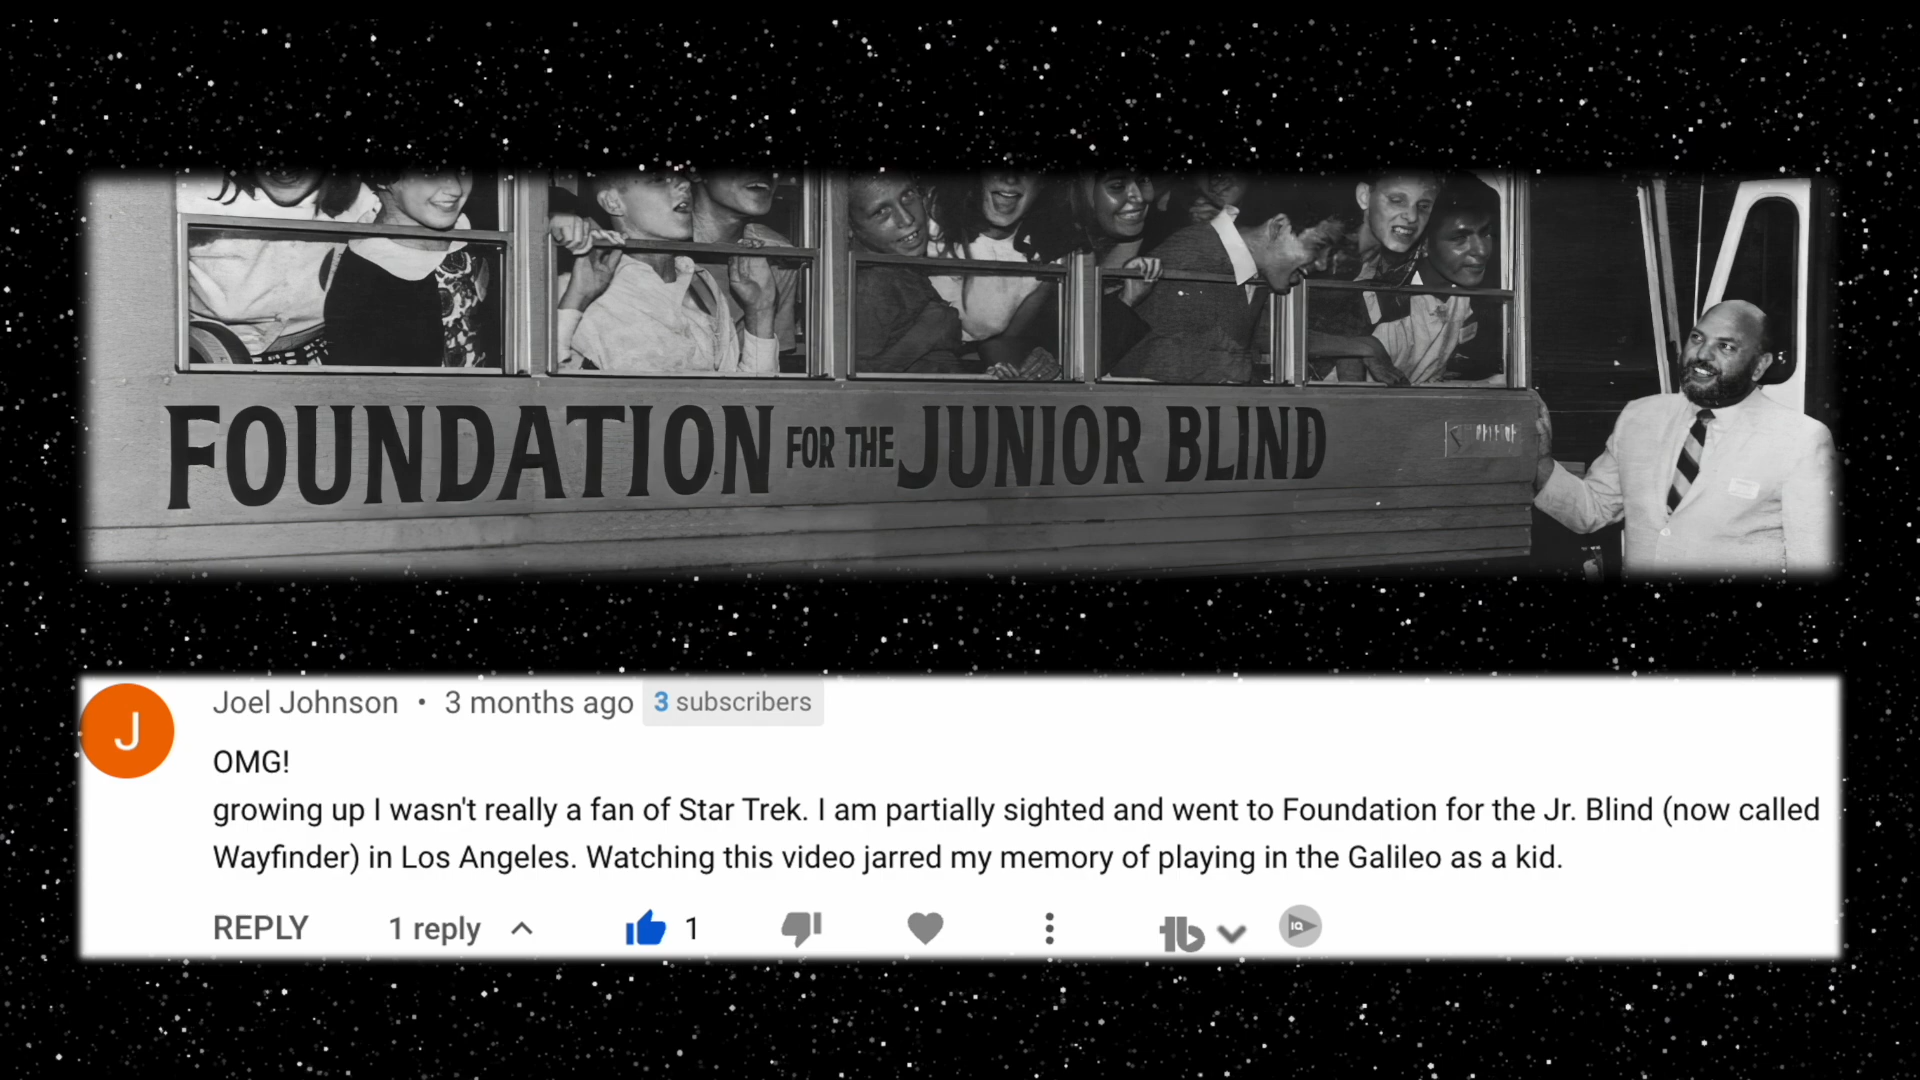 FOUNDATION FOR THE JUNIOR BLIND
J
Joel Johnson • 3 months ago 3 subscribers
OMG!
growing up I wasn't really a fan of Star Trek. I am partially sighted and went to Foundation for the Jr. Blind (now called
Wayfinder) in Los Angeles. Watching this video jarred my memory of playing in the Galileo as a kid.
REPLY 1 reply 1 tb IQ